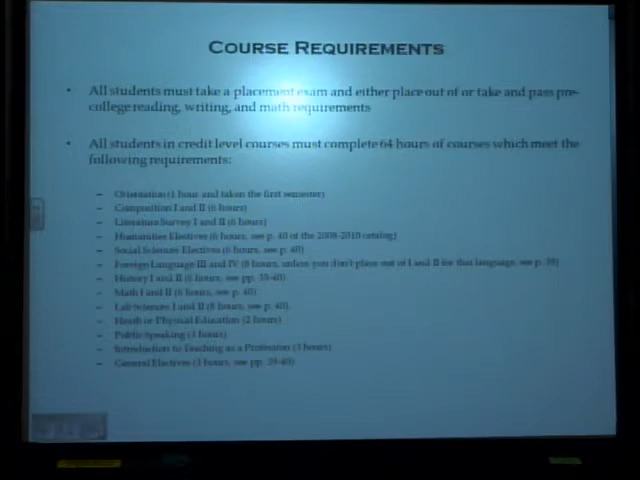 COURSE REQUIREMENTS
• All students must take a placement exam and either place out of or take and pass pre-
college reading, writing, and math requirements
• All students in credit level courses must complete 64 hours of courses which meet the
following requirements:
– Orientation (1 hour and taken the first semester)
– Composition I and II (6 hours)
– Literature Survey I and II (6 hours)
– Humanities Electives (6 hours, see p. 40 of the 2008-2010 catalog)
– Social Sciences Electives (6 hours, see p. 40)
– Foreign Language III and IV (8 hours, unless you don't place out of I and II for that language, see p. 39)
– History I and II (6 hours, see pp. 39-40)
– Math I and II (6 hours, see p. 40)
– Lab Sciences I and II (8 hours, see p. 40)
– Heath or Physical Education (2 hours)
– Public Speaking (3 hours)
– Introduction to Teaching as a Profession (3 hours)
– General Electives (3 hours, see pp. 39-40)